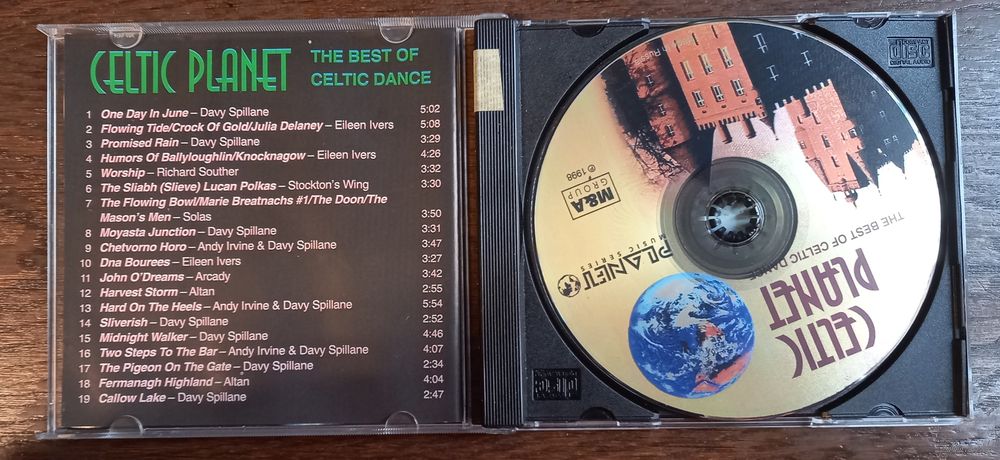 CELTIC PLANET
THE BEST OF
CELTIC DANCE
1 One Day In June – Davy Spillane 5:02
2 Flowing Tide/Crock Of Gold/Julia Delaney – Eileen Ivers 5:08
3 Promised Rain – Davy Spillane 3:29
4 Humors Of Ballyloughlin/Knocknagow – Eileen Ivers 4:26
5 Worship – Richard Souther 3:32
6 The Sliabh (Slieve) Lucan Polkas – Stockton's Wing 3:30
7 The Flowing Bowl/Marie Breatnachs #1/The Doon/The
Mason's Men – Solas 3:50
8 Moyasta Junction – Davy Spillane 3:31
9 Chetvorno Horo – Andy Irvine & Davy Spillane 3:47
10 Dna Bourees – Eileen Ivers 3:27
11 John O'Dreams – Arcady 3:42
12 Harvest Storm – Altan 2:55
13 Hard On The Heels – Andy Irvine & Davy Spillane 5:54
14 Sliverish – Davy Spillane 2:52
15 Midnight Walker – Davy Spillane 4:46
16 Two Steps To The Bar – Andy Irvine & Davy Spillane 4:07
17 The Pigeon On The Gate – Davy Spillane 2:34
18 Fermanagh Highland – Altan 4:04
19 Callow Lake – Davy Spillane 2:47
CELTIC
PLANET
THE BEST OF CELTIC DANCE
PLANET
MUSIC SERIES
M&A
GROUP
℗ 1998